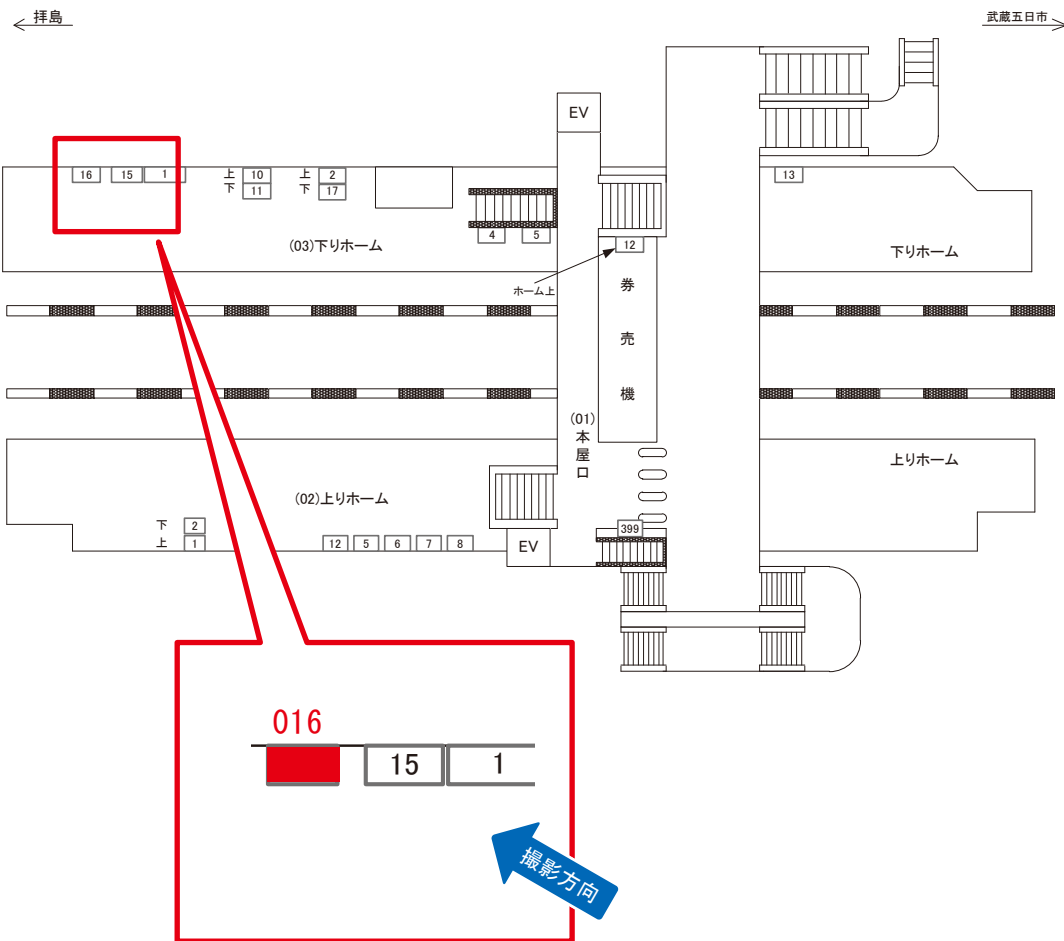 拝島
武蔵五日市
EV
16
15
1
上 10
下 11
上 2
下 17
13
4
5
12
(03)下りホーム
下りホーム
ホーム上
券売機
(01)本屋口
上りホーム
(02)上りホーム
下 2
上 1
12
5
6
7
8
EV
399
016
15
1
撮影方向